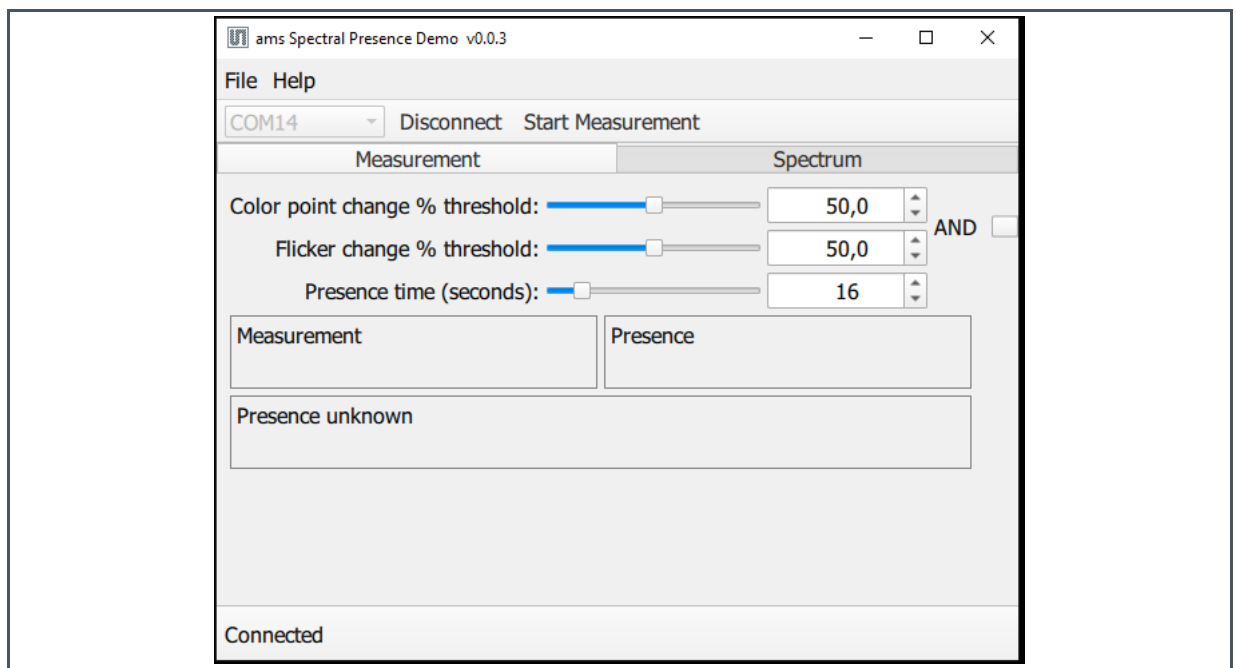 ams Spectral Presence Demo v0.0.3
File Help
COM14 Disconnect Start Measurement
Measurement Spectrum
Color point change % threshold: 50,0
AND
Flicker change % threshold: 50,0
Presence time (seconds): 16
Measurement Presence
Presence unknown
Connected